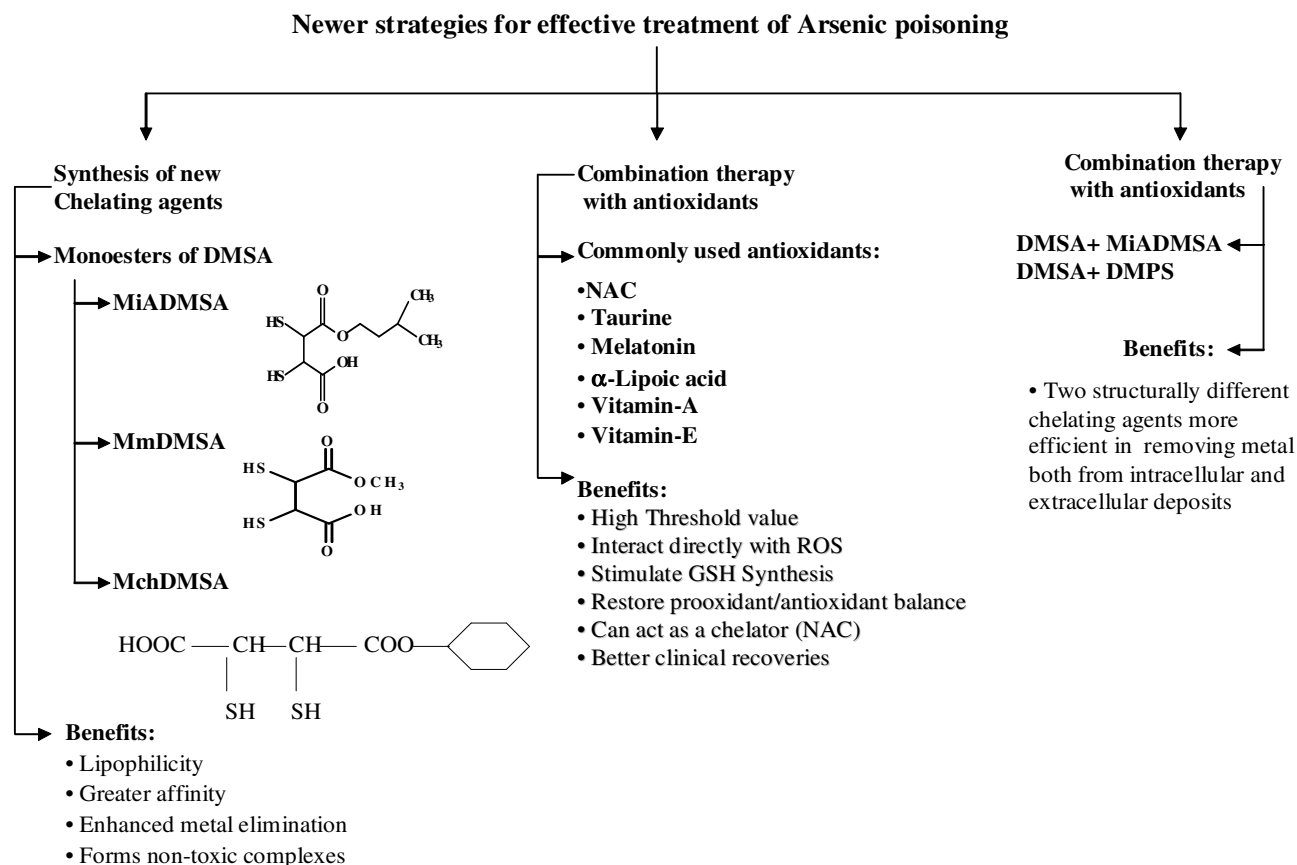 Newer strategies for effective treatment of Arsenic poisoning
Synthesis of new
Chelating agents
Monoesters of DMSA
MiADMSA
O
CH3
HS
O
CH3
HS
OH
O
MmDMSA
O
HS
OCH3
HS
OH
O
MchDMSA
HOOC CH CH COO
SH SH
Benefits:
• Lipophilicity
• Greater affinity
• Enhanced metal elimination
• Forms non-toxic complexes
Combination therapy
with antioxidants
Commonly used antioxidants:
•NAC
• Taurine
• Melatonin
• α-Lipoic acid
• Vitamin-A
• Vitamin-E
Benefits:
• High Threshold value
• Interact directly with ROS
• Stimulate GSH Synthesis
• Restore prooxidant/antioxidant balance
• Can act as a chelator (NAC)
• Better clinical recoveries
Combination therapy
with antioxidants
DMSA+ MiADMSA
DMSA+ DMPS
Benefits:
• Two structurally different
chelating agents more
efficient in removing metal
both from intracellular and
extracellular deposits